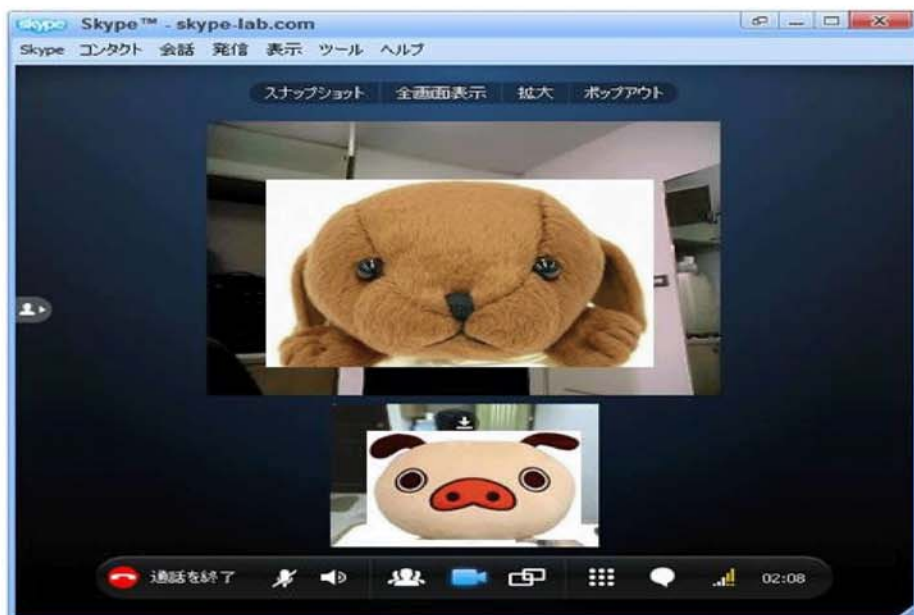 skype Skype™ - skype-lab.com
Skype コンタクト 会話 発信 表示 ツール ヘルプ
スナップショット 全画面表示 拡大 ポップアウト
通話を終了 02:08